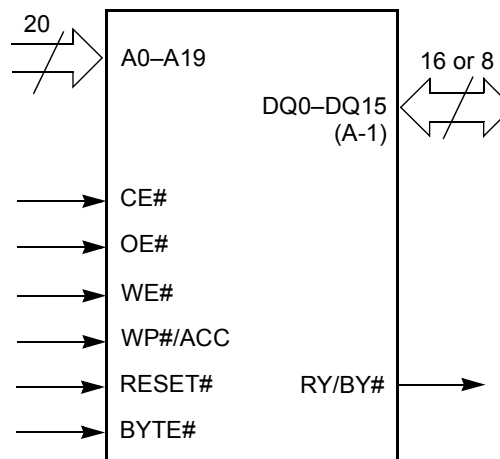 20
A0–A19
16 or 8
DQ0–DQ15
(A-1)
CE#
OE#
WE#
WP#/ACC
RESET#
RY/BY#
BYTE#